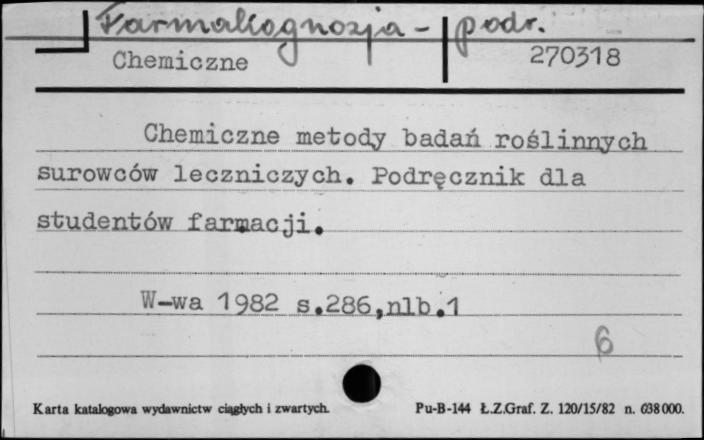 Farmakognozja - podr.
Chemiczne 270318
Chemiczne metody badań roślinnych
surowców leczniczych. Podręcznik dla
studentów farmacji.
W-wa 1982 s.286,nlb.1
6
Karta katalogowa wydawnictw ciągłych i zwartych. Pu-B-144 Ł.Z.Graf. Z. 120/15/82 n. 638000.